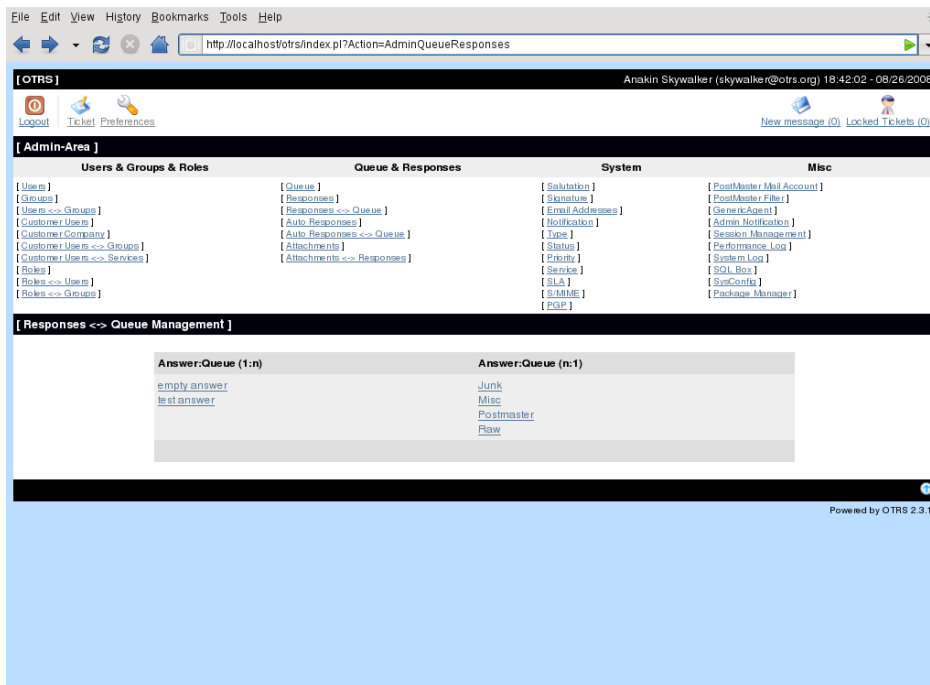 File Edit View History Bookmarks Tools Help
http://localhost/otrs/index.pl?Action=AdminQueueResponses
[ OTRS ] Anakin Skywalker (skywalker@otrs.org) 18:42:02 - 08/26/2008
Logout Ticket Preferences New message (0) Locked Tickets (0)
[ Admin-Area ]
Users & Groups & Roles Queue & Responses System Misc
[ Users ] [ Queue ] [ Salutation ] [ PostMaster Mail Account ]
[ Groups ] [ Responses ] [ Signature ] [ PostMaster Filter ]
[ Users <-> Groups ] [ Responses <-> Queue ] [ Email Addresses ] [ GenericAgent ]
[ Customer Users ] [ Auto Responses ] [ Notification ] [ Admin Notification ]
[ Customer Company ] [ Auto Responses <-> Queue ] [ Type ] [ Session Management ]
[ Customer Users <-> Groups ] [ Attachments ] [ Status ] [ Performance Log ]
[ Customer Users <-> Services ] [ Attachments <-> Responses ] [ Priority ] [ System Log ]
[ Roles ] [ Service ] [ SQL Box ]
[ Roles <-> Users ] [ SLA ] [ SysConfig ]
[ Roles <-> Groups ] [ S/MIME ] [ Package Manager ]
[ PGP ]
[ Responses <-> Queue Management ]
Answer:Queue (1:n) Answer:Queue (n:1)
empty answer Junk
test answer Misc
Postmaster
Raw
Powered by OTRS 2.3.1